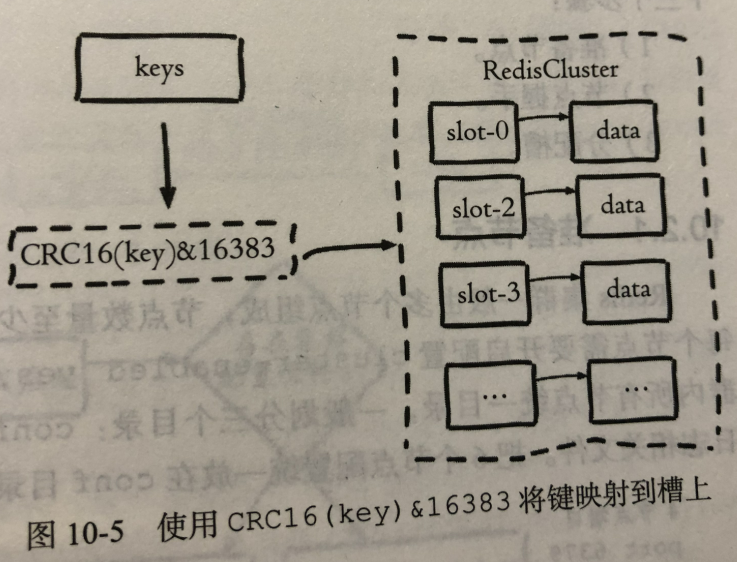 keys
CRC16(key)&16383
RedisCluster
slot-0
data
slot-2
data
slot-3
data
...
...
图 10-5 使用 CRC16(key)&16383 将键映射到槽上